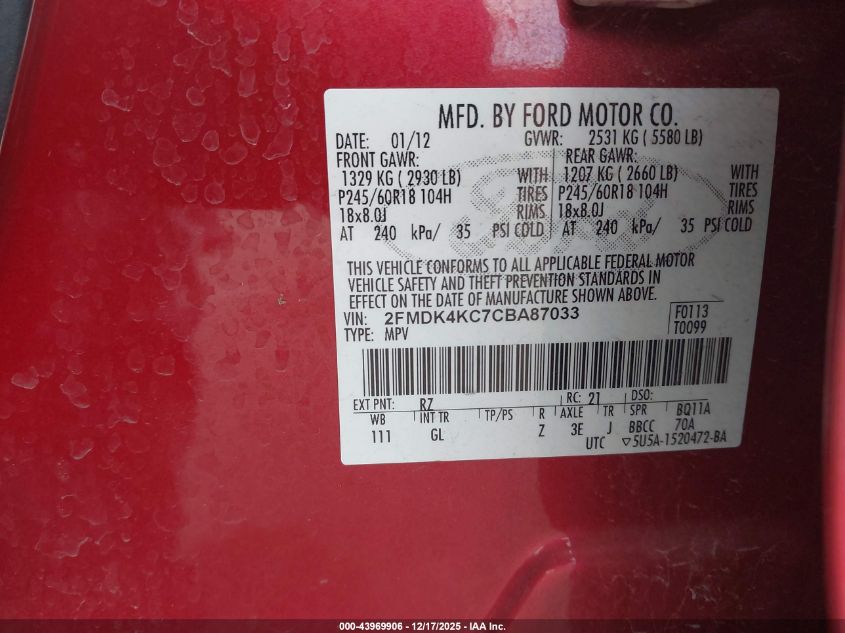 MFD. BY FORD MOTOR CO.
DATE: 01/12 GVWR: 2531 KG ( 5580 LB)
FRONT GAWR: REAR GAWR:
1329 KG ( 2930 LB) WITH 1207 KG ( 2660 LB) WITH
P245/60R18 104H TIRES P245/60R18 104H TIRES
18x8.0J RIMS 18x8.0J RIMS
AT 240 kPa/ 35 PSI COLD AT 240 kPa/ 35 PSI COLD
THIS VEHICLE CONFORMS TO ALL APPLICABLE FEDERAL MOTOR
VEHICLE SAFETY AND THEFT PREVENTION STANDARDS IN
EFFECT ON THE DATE OF MANUFACTURE SHOWN ABOVE.
VIN: 2FMDK4KC7CBA87033 F0113
TYPE: MPV T0099
EXT PNT: RZ RC: 21 DSO:
WB INT TR TP/PS R AXLE TR SPR BQ11A
111 GL Z 3E J BBCC 70A
UTC ▽5U5A-1520472-BA
000-43969906 - 12/17/2025 - IAA Inc.